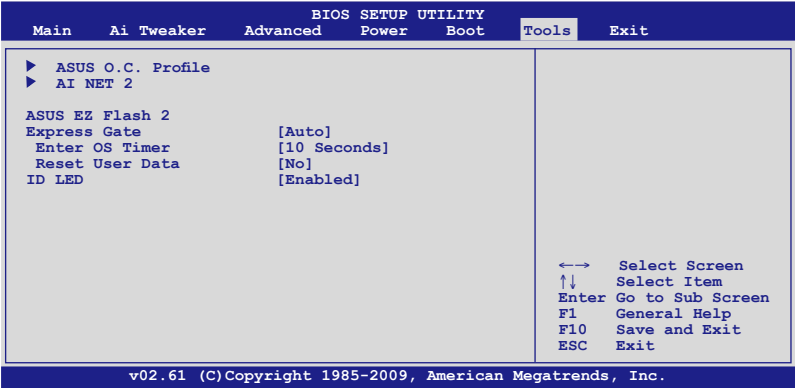 BIOS SETUP UTILITY
Main Ai Tweaker Advanced Power Boot Tools Exit
ASUS O.C. Profile
AI NET 2
ASUS EZ Flash 2
Express Gate [Auto]
Enter OS Timer [10 Seconds]
Reset User Data [No]
ID LED [Enabled]
←→ Select Screen
↑↓ Select Item
Enter Go to Sub Screen
F1 General Help
F10 Save and Exit
ESC Exit
v02.61 (C)Copyright 1985-2009, American Megatrends, Inc.